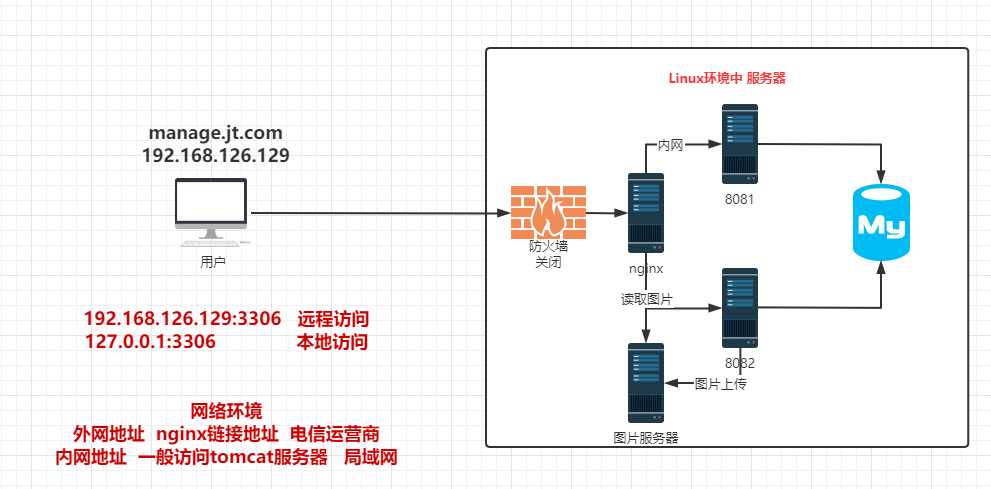 Linux环境中 服务器
manage.jt.com
192.168.126.129
内网
8081
My
防火墙
关闭
用户
nginx
读取图片
192.168.126.129:3306 远程访问
127.0.0.1:3306 本地访问
8082
图片上传
图片服务器
网络环境
外网地址 nginx链接地址 电信运营商
内网地址 一般访问tomcat服务器 局域网